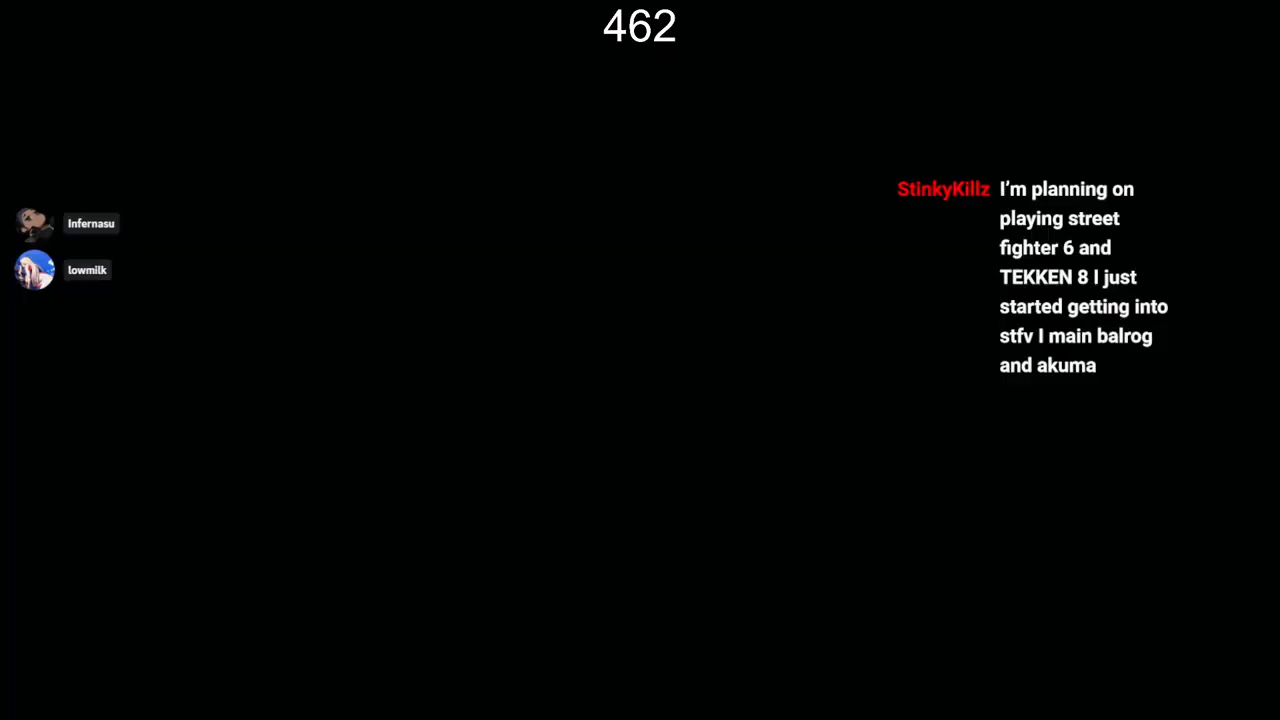 462
StinkyKillz I’m planning on
playing street
fighter 6 and
TEKKEN 8 I just
started getting into
stfv I main balrog
and akuma
Infernasu
lowmilk